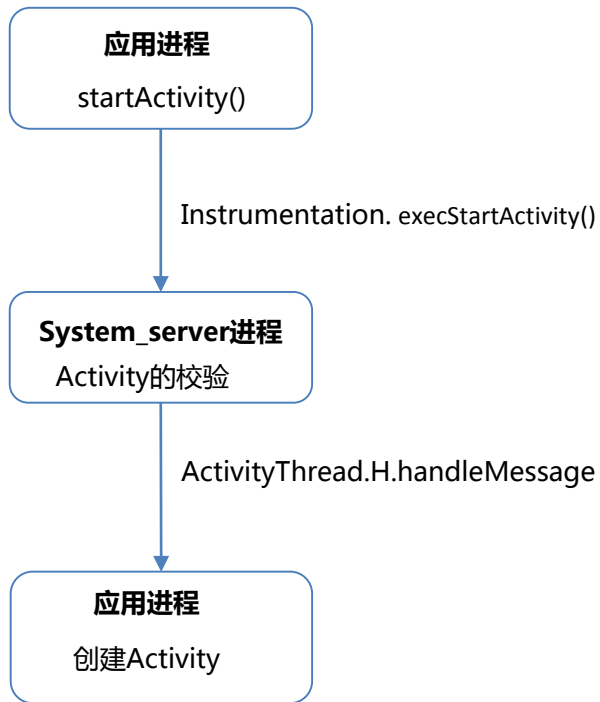 应用进程
startActivity()
Instrumentation. execStartActivity()
System_server进程
Activity的校验
ActivityThread.H.handleMessage
应用进程
创建Activity